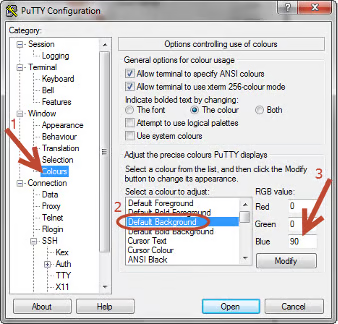 PuTTY Configuration
Category:
Session
Logging
Terminal
Keyboard
Bell
Features
Window
Appearance
Behaviour
Translation
Selection
Colours
Connection
Data
Proxy
Telnet
Rlogin
SSH
Kex
Auth
TTY
X11
1
Options controlling use of colours
General options for colour usage
Allow terminal to specify ANSI colours
Allow terminal to use xterm 256-colour mode
Indicate bolded text by changing:
The font The colour Both
Attempt to use logical palettes
Use system colours
Adjust the precise colours PuTTY displays
Select a colour from the list, and then click the Modify
button to change its appearance.
Select a colour to adjust:
Default Foreground
Default Bold Foreground
Default Background
Default Bold Background
Cursor Text
Cursor Colour
ANSI Black
2
RGB value:
Red 0
Green 0
Blue 90
3
Modify
About Help Open Cancel